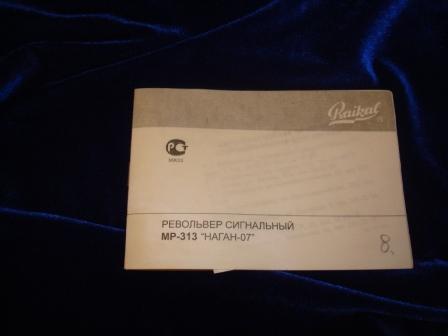 Baikal
РЕВОЛЬВЕР СИГНАЛЬНЫЙ
МР-313 "НАГАН-07"
8.